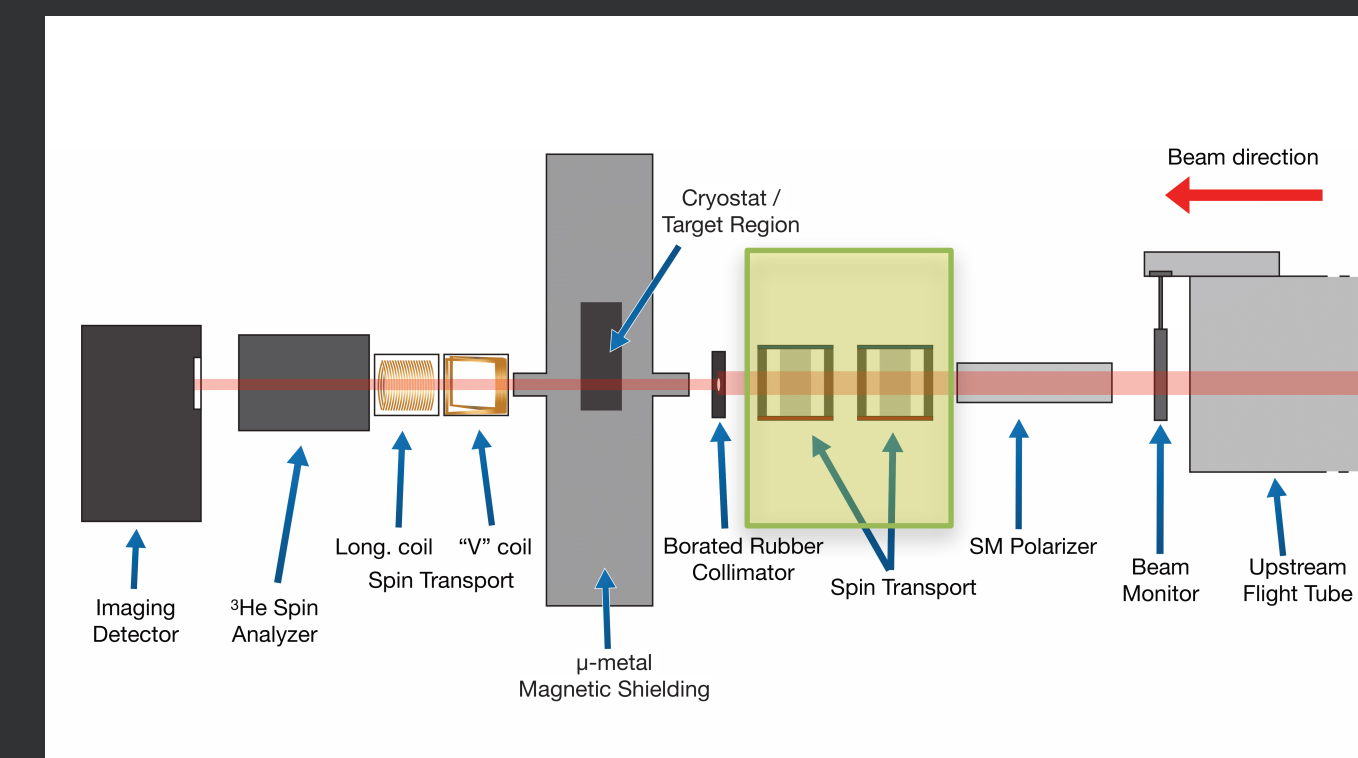 Beam direction
Cryostat /
Target Region
Long. coil
“V” coil
Spin Transport
Borated Rubber
Collimator
Spin Transport
SM Polarizer
Beam
Monitor
Upstream
Flight Tube
Imaging
Detector
³He Spin
Analyzer
µ-metal
Magnetic Shielding